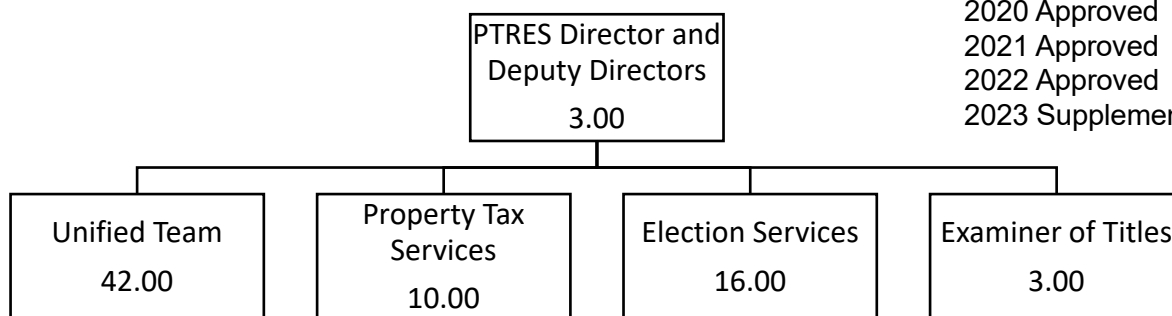 2020 Approved
2021 Approved
2022 Approved
2023
PTRES Director and
Deputy Directors
3.00
Unified Team
42.00
Property Tax
Services
10.00
Election Services
16.00
Examiner of Titles
3.00